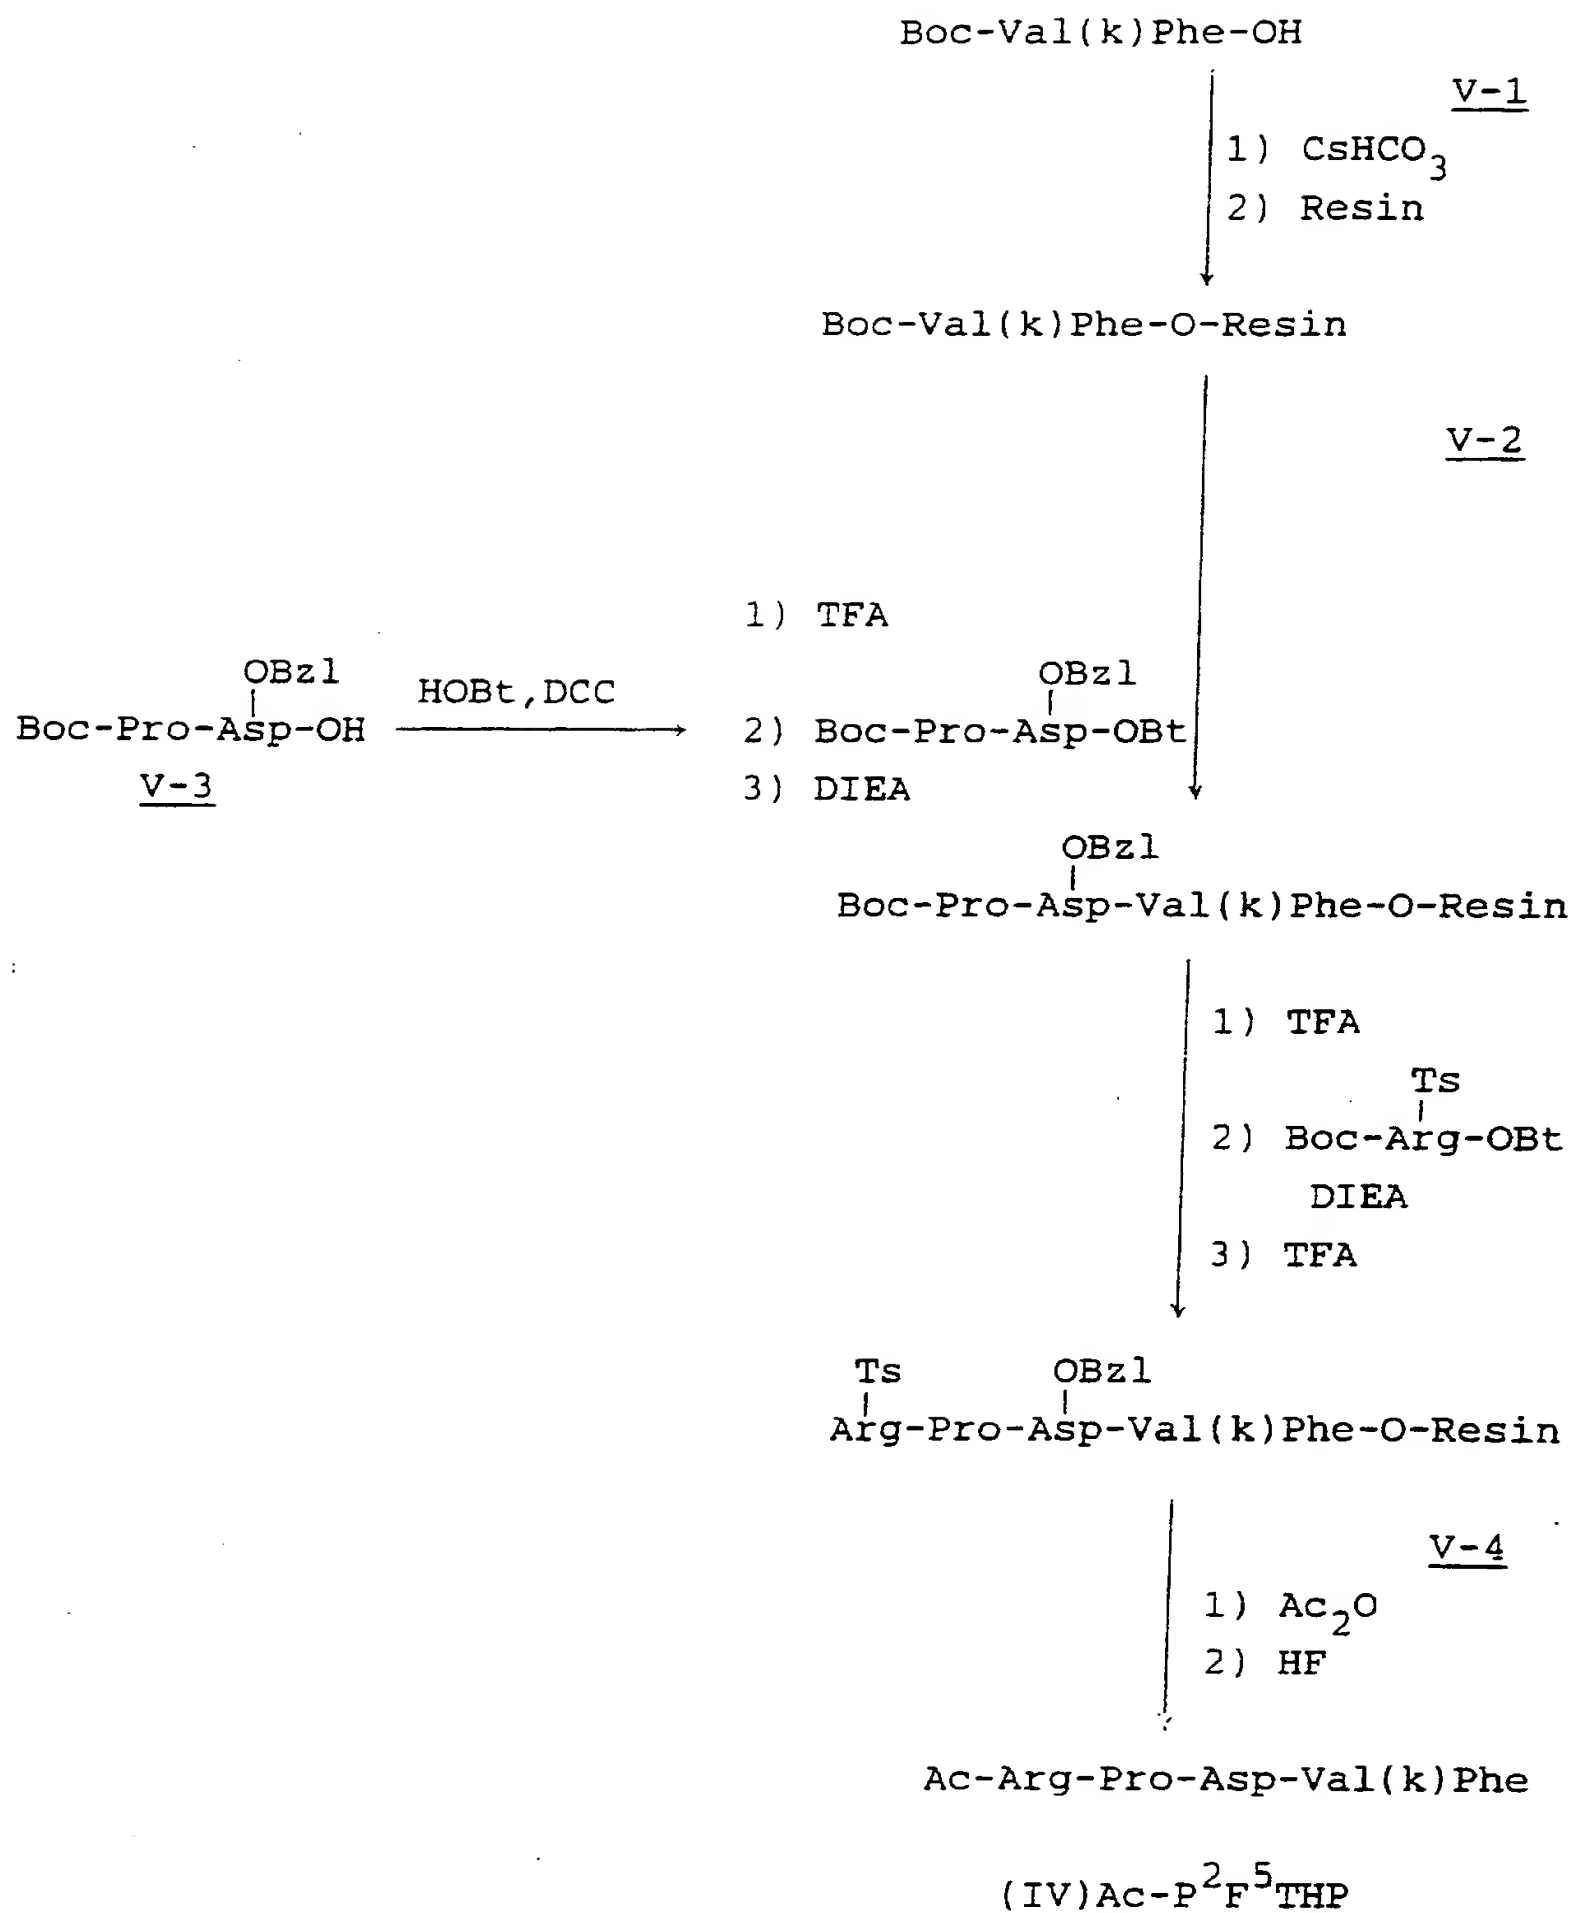 Boc-Val(k)Phe-OH
V-1
1) CsHCO3
2) Resin
Boc-Val(k)Phe-O-Resin
V-2
1) TFA
OBzl
Boc-Pro-Asp-OH
V-3
HOBt,DCC
OBzl
2) Boc-Pro-Asp-OBt
3) DIEA
OBzl
Boc-Pro-Asp-Val(k)Phe-O-Resin
1) TFA
Ts
2) Boc-Arg-OBt
DIEA
3) TFA
Ts OBzl
Arg-Pro-Asp-Val(k)Phe-O-Resin
V-4
1) Ac2O
2) HF
Ac-Arg-Pro-Asp-Val(k)Phe
(IV)Ac-P2F5THP